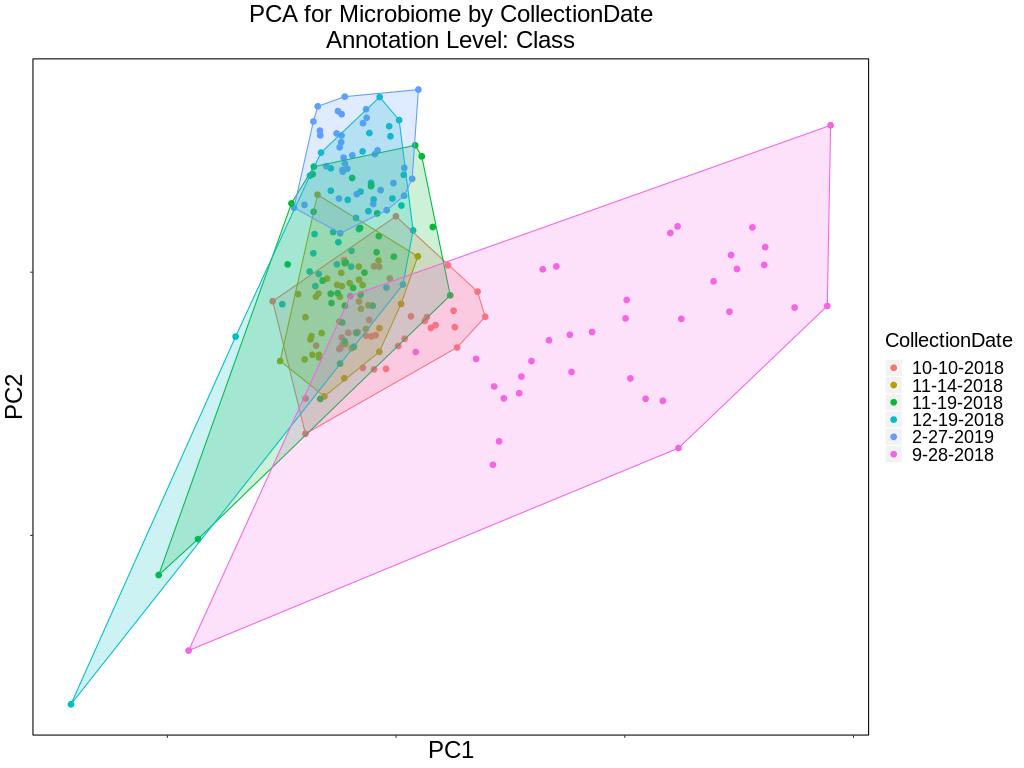 PCA for Microbiome by CollectionDate
Annotation Level: Class
PC2
PC1
CollectionDate
10-10-2018
11-14-2018
11-19-2018
12-19-2018
2-27-2019
9-28-2018